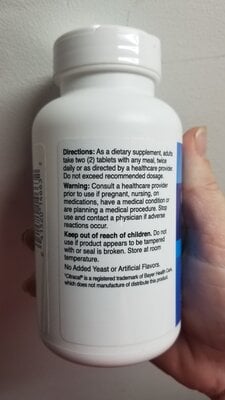 Directions: As a dietary supplement, adults
take two (2) tablets with any meal, twice
daily or as directed by a healthcare provider.
Do not exceed recommended dosage.
Warning: Consult a healthcare provider
prior to use if pregnant, nursing, on
medications, have a medical condition or
are planning a medical procedure. Stop
use and contact a physician if adverse
reactions occur.
Keep out of reach of children. Do not
use if product appears to be tampered
with or seal is broken. Store at room
temperature.
No Added Yeast or Artificial Flavors.
*Citracal® is a registered trademark of Bayer Health Care,
which does not manufacture or distribute this product.